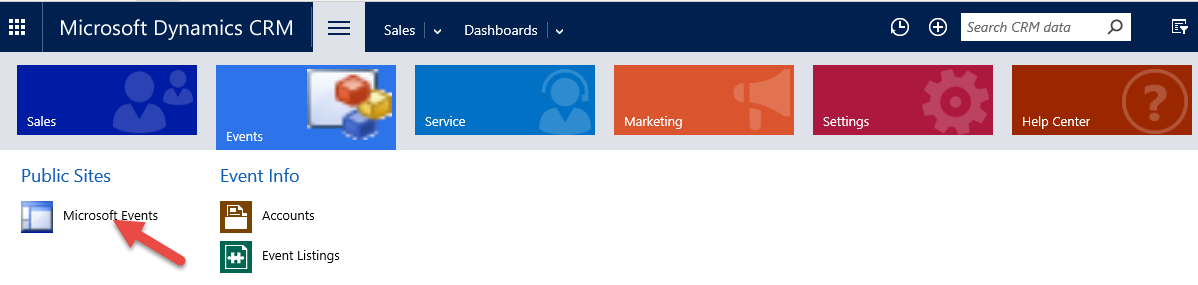 Microsoft Dynamics CRM Sales Dashboards Search CRM data
Sales Events Service Marketing Settings Help Center
Public Sites Event Info
Microsoft Events Accounts
Event Listings